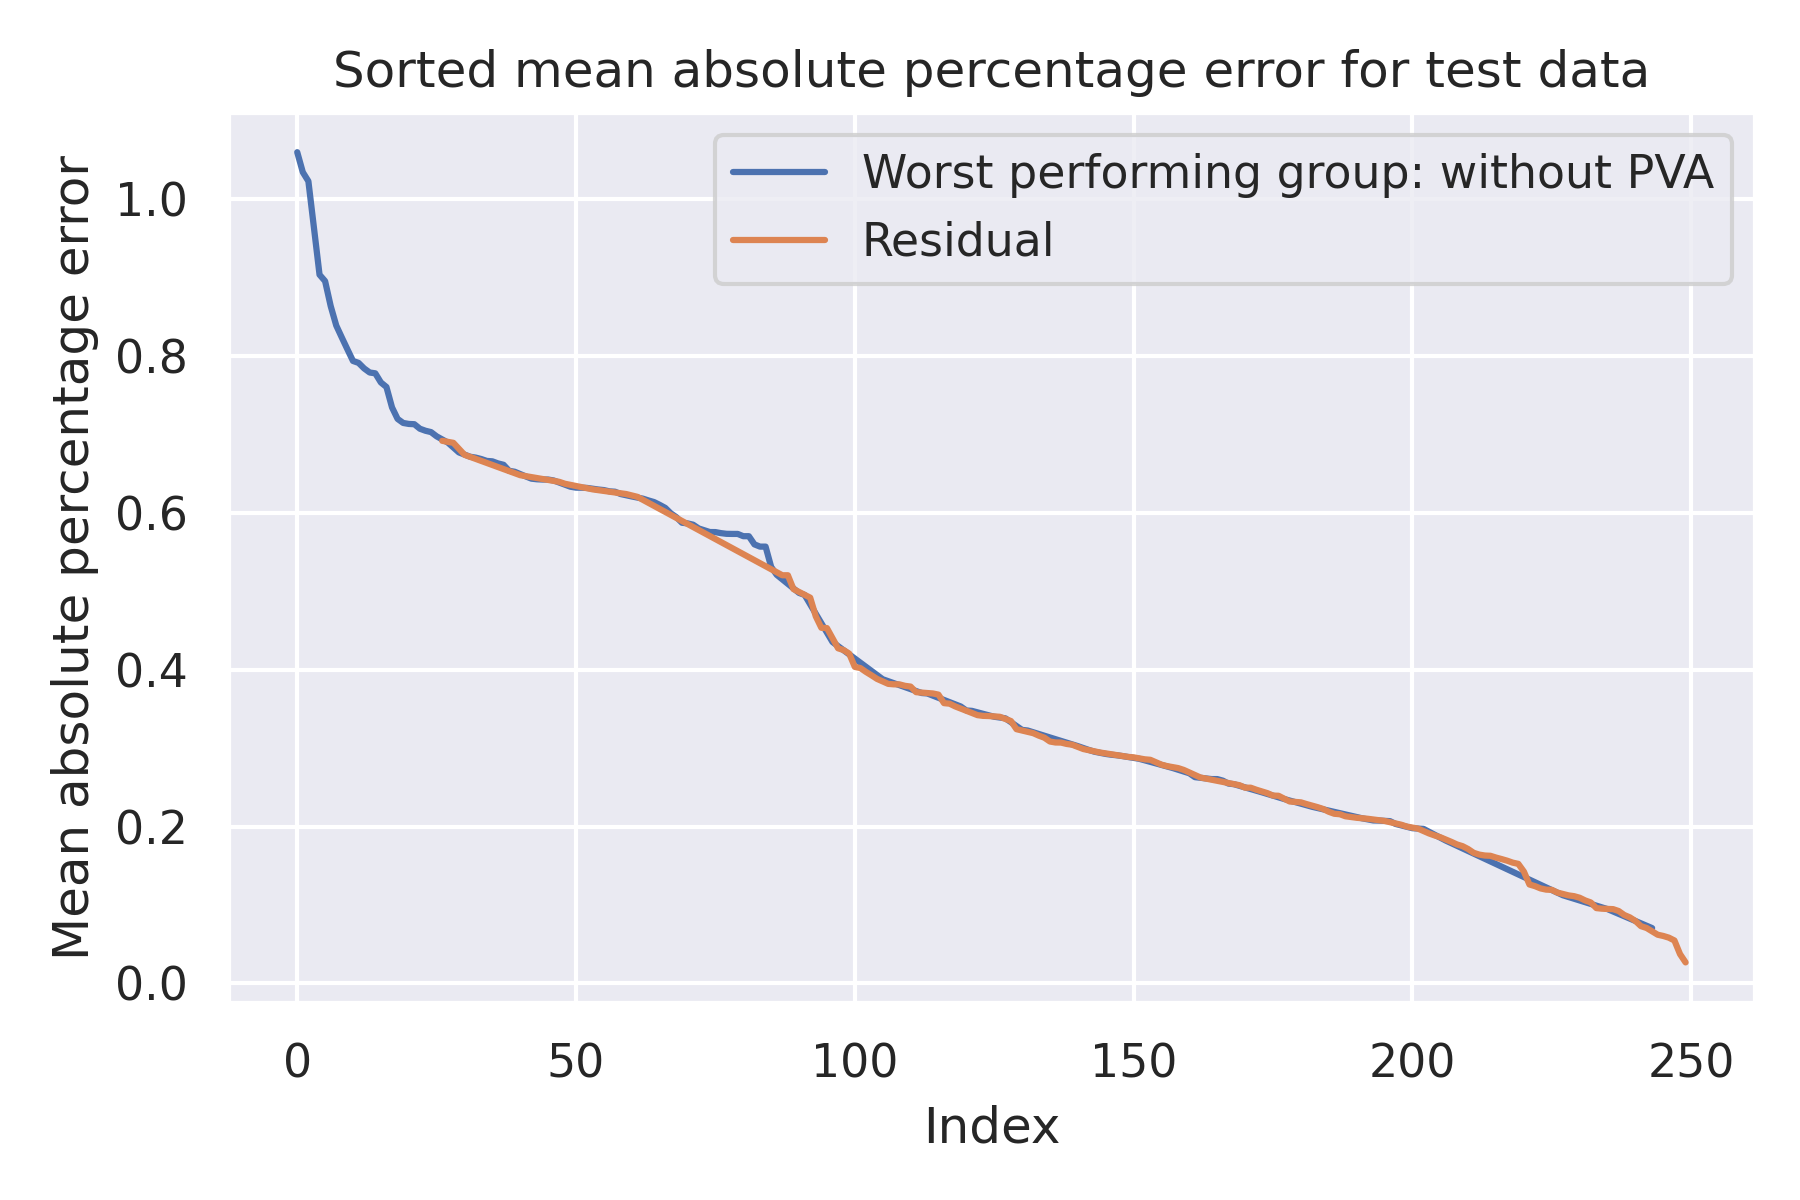 Sorted mean absolute percentage error for test data
Worst performing group: without PVA
Residual
Mean absolute percentage error
1.0
0.8
0.6
0.4
0.2
0.0
0 50 100 150 200 250
Index